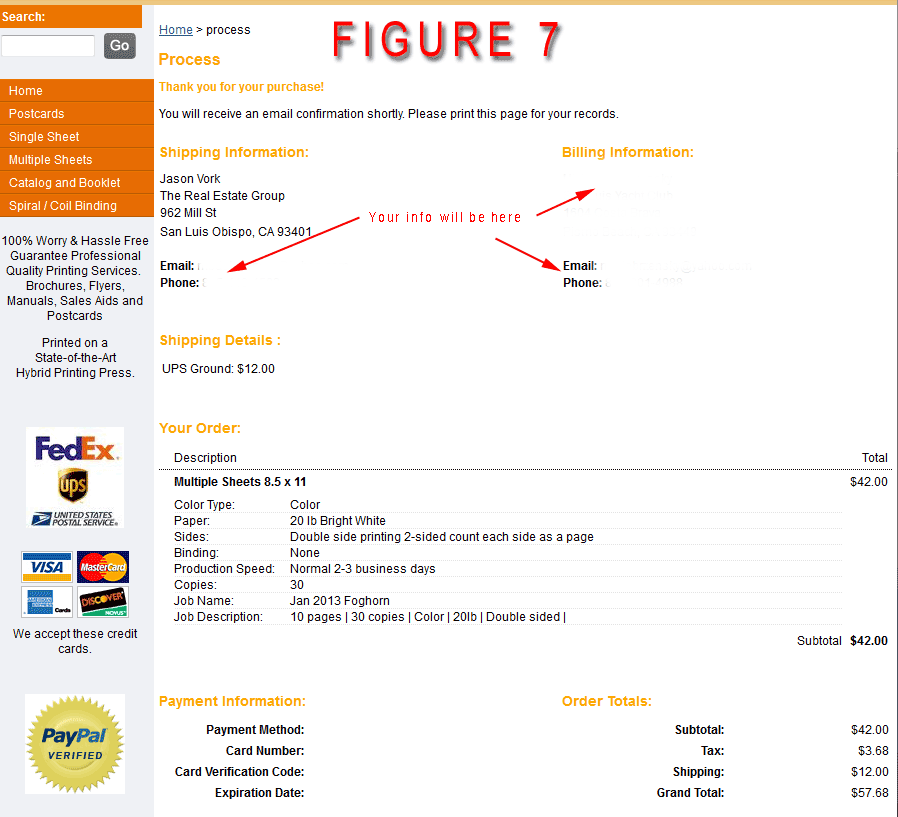 Search:
Go
Home
Postcards
Single Sheet
Multiple Sheets
Catalog and Booklet
Spiral / Coil Binding
100% Worry & Hassle Free
Guarantee Professional
Quality Printing Services.
Brochures, Flyers,
Manuals, Sales Aids and
Postcards
Printed on a
State-of-the-Art
Hybrid Printing Press.
FedEx.
ups
UNITED STATES
POSTAL SERVICE
VISA
MasterCard
AMERICAN EXPRESS Cards
DISCOVER
NOVUS
We accept these credit
cards.
PayPal
VERIFIED
Home > process
FIGURE 7
Process
Thank you for your purchase!
You will receive an email confirmation shortly. Please print this page for your records.
Shipping Information:
Jason Vork
The Real Estate Group
962 Mill St
San Luis Obispo, CA 93401
Email:
Phone:
Your info will be here
Billing Information:
Email:
Phone:
Shipping Details :
UPS Ground: $12.00
Your Order:
Description Total
Multiple Sheets 8.5 x 11 $42.00
Color Type: Color
Paper: 20 lb Bright White
Sides: Double side printing 2-sided count each side as a page
Binding: None
Production Speed: Normal 2-3 business days
Copies: 30
Job Name: Jan 2013 Foghorn
Job Description: 10 pages | 30 copies | Color | 20lb | Double sided |
Subtotal $42.00
Payment Information:
Payment Method:
Card Number:
Card Verification Code:
Expiration Date:
Order Totals:
Subtotal: $42.00
Tax: $3.68
Shipping: $12.00
Grand Total: $57.68